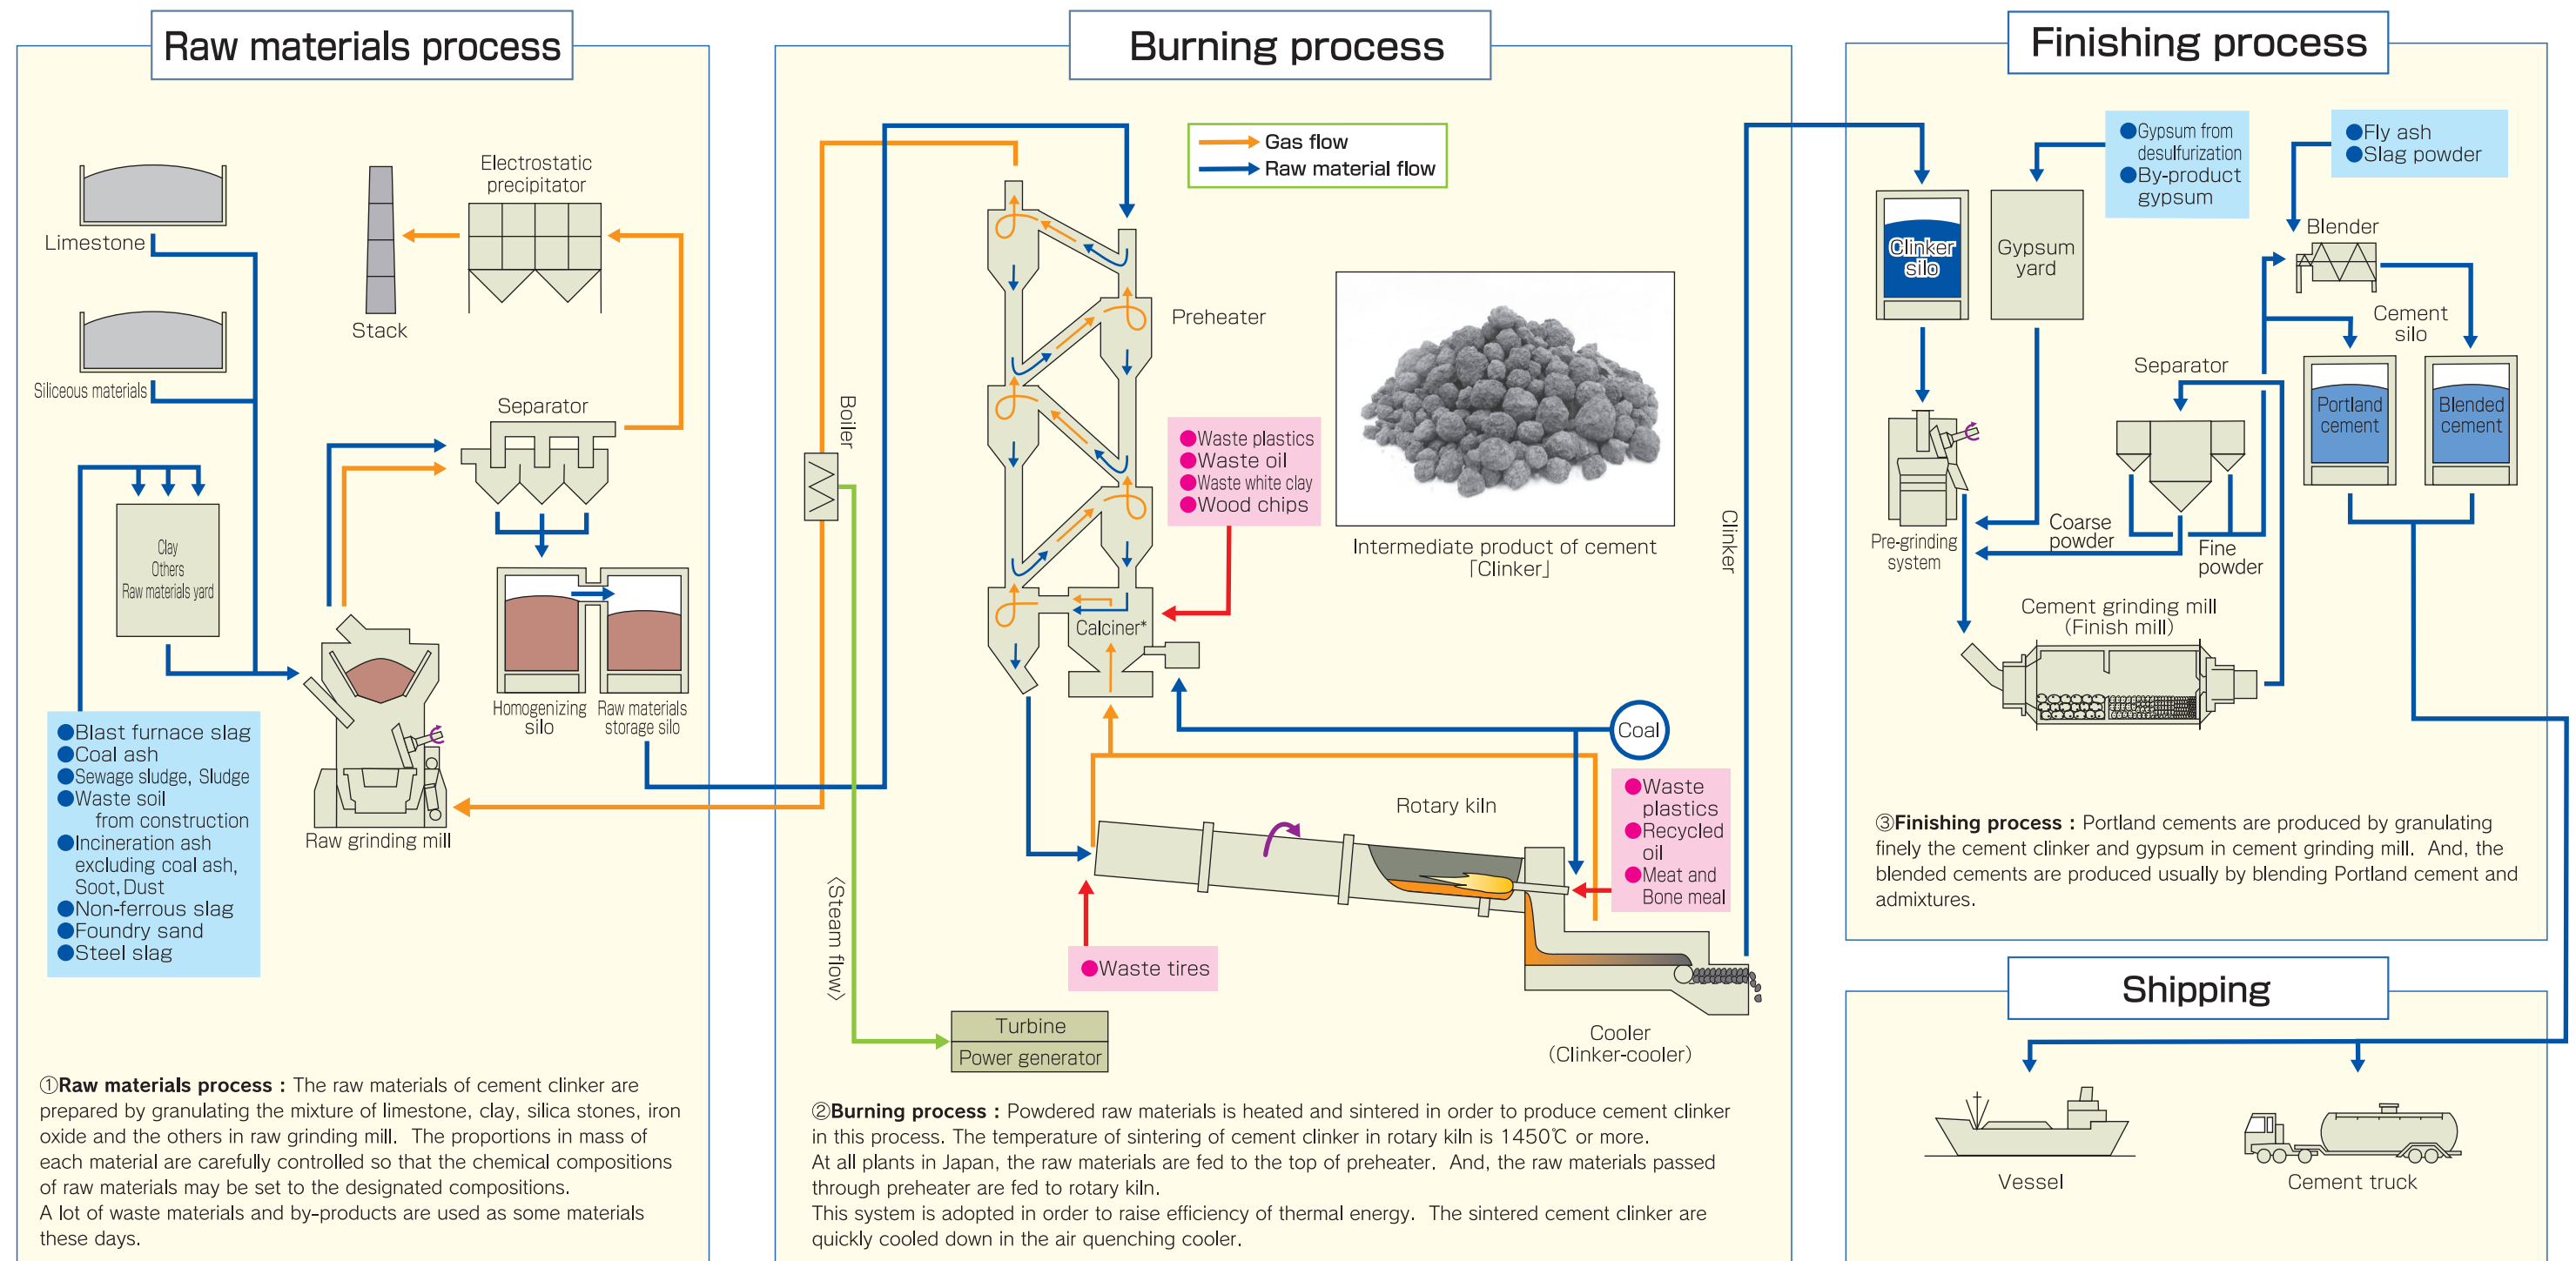 Raw materials process
Limestone
Siliceous materials
Stack
Electrostatic
precipitator
Separator
Clay
Others
Raw materials yard
Homogenizing
silo
Raw materials
storage silo
Raw grinding mill
●Blast furnace slag
●Coal ash
●Sewage sludge, Sludge
●Waste soil
from construction
●Incineration ash
excluding coal ash,
Soot, Dust
●Non-ferrous slag
●Foundry sand
●Steel slag
①Raw materials process : The raw materials of cement clinker are
prepared by granulating the mixture of limestone, clay, silica stones, iron
oxide and the others in raw grinding mill. The proportions in mass of
each material are carefully controlled so that the chemical compositions
of raw materials may be set to the designated compositions.
A lot of waste materials and by-products are used as some materials
these days.
Burning process
Gas flow
Raw material flow
Preheater
Boiler
●Waste plastics
●Waste oil
●Waste white clay
●Wood chips
Intermediate product of cement
「Clinker」
Clinker
Calciner*
Coal
Rotary kiln
●Waste
plastics
●Recycled
oil
●Meat and
Bone meal
●Waste tires
〈Steam flow〉
Turbine
Power generator
Cooler
(Clinker-cooler)
②Burning process : Powdered raw materials is heated and sintered in order to produce cement clinker
in this process. The temperature of sintering of cement clinker in rotary kiln is 1450℃ or more.
At all plants in Japan, the raw materials are fed to the top of preheater. And, the raw materials passed
through preheater are fed to rotary kiln.
This system is adopted in order to raise efficiency of thermal energy. The sintered cement clinker are
quickly cooled down in the air quenching cooler.
Finishing process
●Gypsum from
desulfurization
●By-product
gypsum
●Fly ash
●Slag powder
Clinker
silo
Gypsum
yard
Blender
Cement
silo
Separator
Portland
cement
Blended
cement
Pre-grinding
system
Coarse
powder
Fine
powder
Cement grinding mill
(Finish mill)
③Finishing process : Portland cements are produced by granulating
finely the cement clinker and gypsum in cement grinding mill. And, the
blended cements are produced usually by blending Portland cement and
admixtures.
Shipping
Vessel
Cement truck